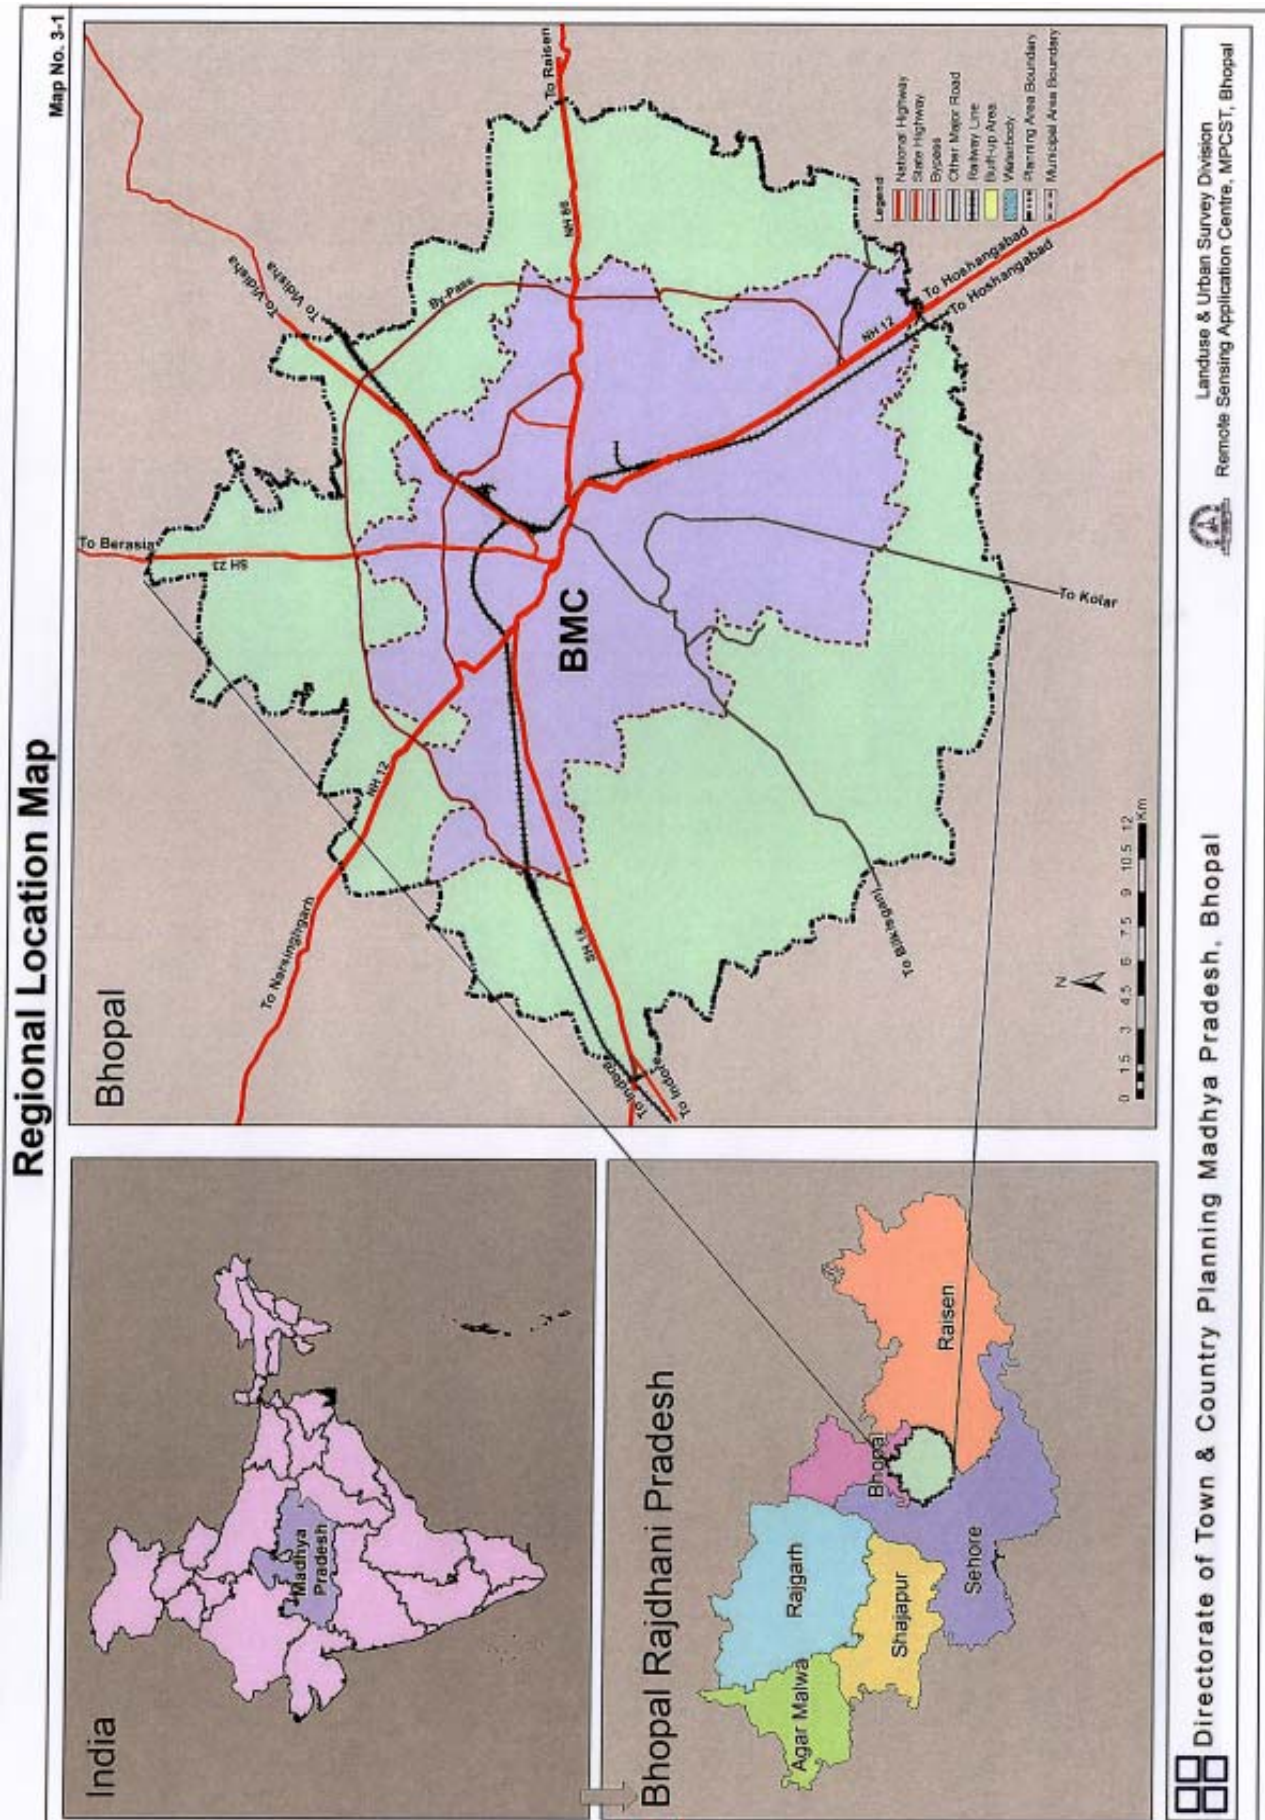 Regional Location Map
Map No. 3-1
India
Madhya
Pradesh
Bhopal Rajdhani Pradesh
Agar Malwa
Rajgarh
Shajapur
Sehore
Bhopal
Raisen
Bhopal
To Narsinghgarh
NH 12
To Berasia
SH 23
To Vidisha
To Vidisha
By-Pass
To Raisen
NH 86
BMC
SH 18
To Indore
To Indore
To Bilkisganj
To Kolar
NH 12
To Hoshangabad
To Hoshangabad
Legend
National Highway
State Highway
Bypass
Other Major Road
Railway Line
Built-up Area
Waterbody
Planning Area Boundary
Municipal Area Boundary
N
0 1.5 3 4.5 6 7.5 9 10.5 12
Km
Directorate of Town & Country Planning Madhya Pradesh, Bhopal
Landuse & Urban Survey Division
Remote Sensing Application Centre, MPCST, Bhopal